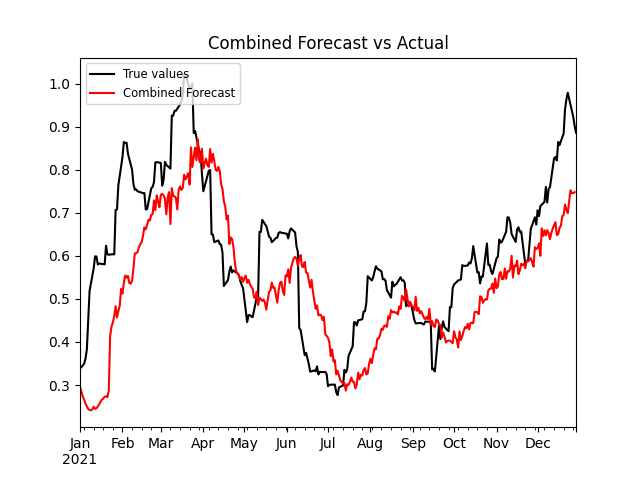 Combined Forecast vs Actual
True values
Combined Forecast
1.0
0.9
0.8
0.7
0.6
0.5
0.4
0.3
Jan Feb Mar Apr May Jun Jul Aug Sep Oct Nov Dec
2021